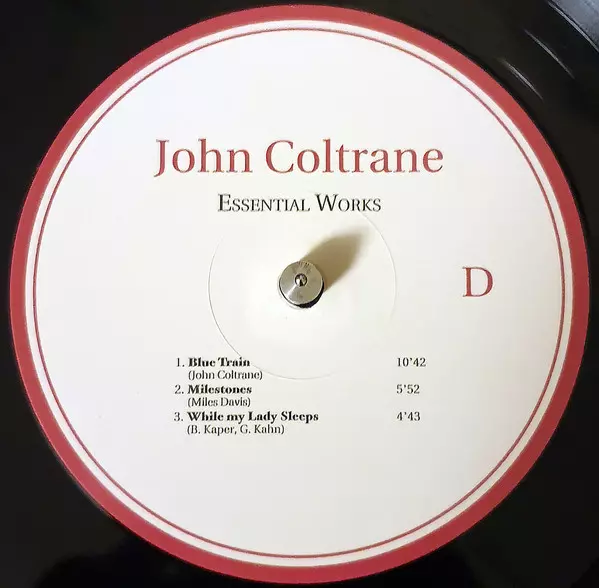 John Coltrane
Essential Works
D
1. Blue Train 10'42
(John Coltrane)
2. Milestones 5'52
(Miles Davis)
3. While my Lady Sleeps 4'43
(B. Kaper, G. Kahn)